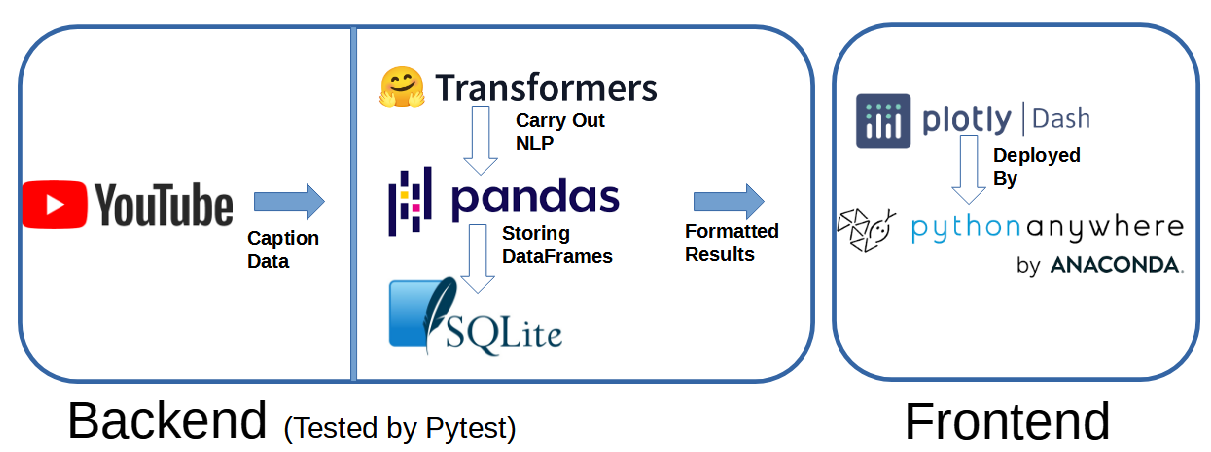 YouTube
Caption
Data
Transformers
Carry Out
NLP
pandas
Storing
DataFrames
SQLite
Formatted
Results
plotly | Dash
Deployed
By
pythonanywhere
by ANACONDA.
Backend (Tested by Pytest)
Frontend